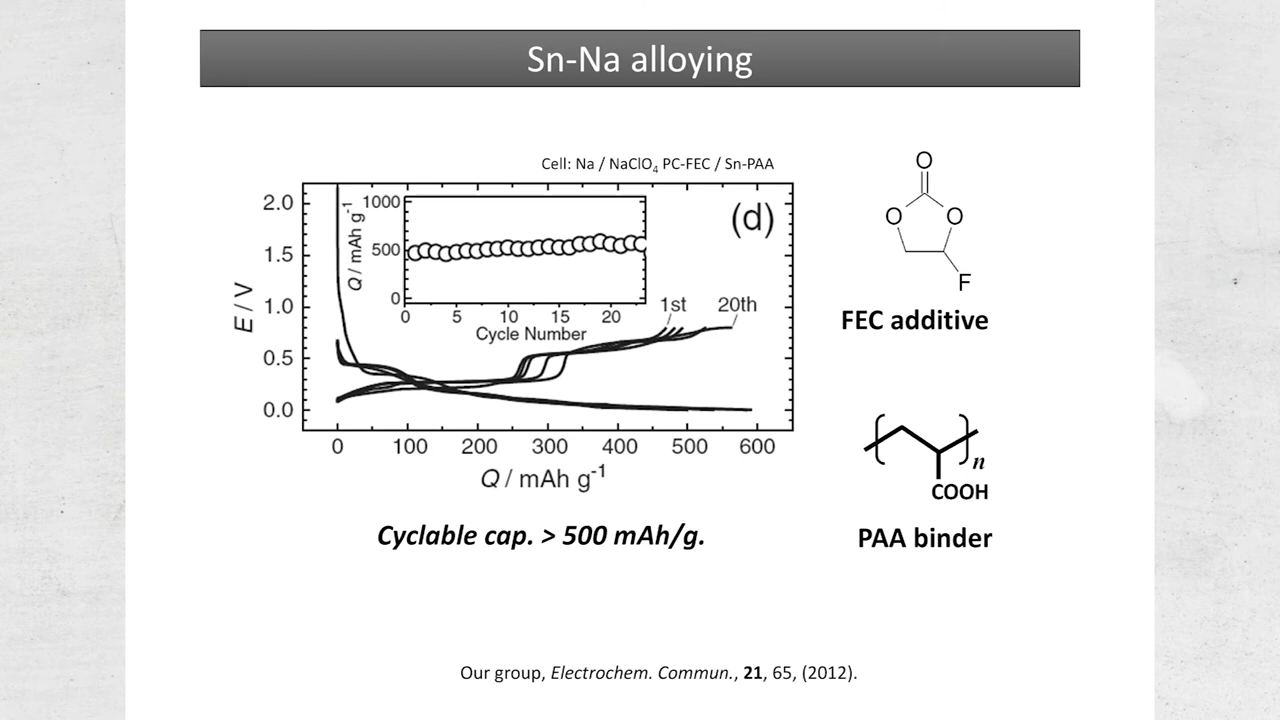 Sn-Na alloying
Cell: Na / NaClO₄ PC-FEC / Sn-PAA
(d)
E / V
2.0
1.5
1.0
0.5
0.0
Q / mAh g⁻¹
1000
500
0
0 5 10 15 20
Cycle Number
1st 20th
0 100 200 300 400 500 600
Q / mAh g⁻¹
Cyclable cap. > 500 mAh/g.
O
O O
F
FEC additive
n
COOH
PAA binder
Our group, Electrochem. Commun., 21, 65, (2012).